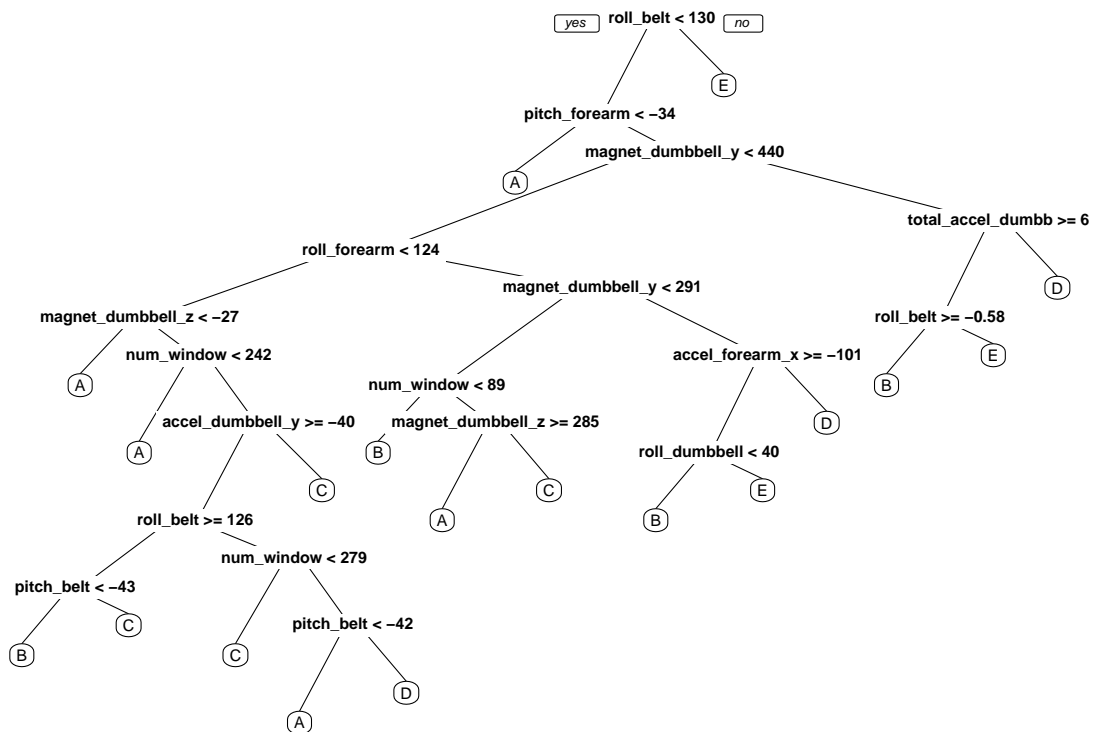 yes roll_belt < 130 no
E
pitch_forearm < −34
magnet_dumbbell_y < 440
A
total_accel_dumbb >= 6
roll_forearm < 124
magnet_dumbbell_y < 291
D
magnet_dumbbell_z < −27
roll_belt >= −0.58
num_window < 242
accel_forearm_x >= −101
E
A
num_window < 89
B
accel_dumbbell_y >= −40
magnet_dumbbell_z >= 285
D
A
B
roll_dumbbell < 40
C
C
E
roll_belt >= 126
A
B
num_window < 279
pitch_belt < −43
C
pitch_belt < −42
B
C
D
A